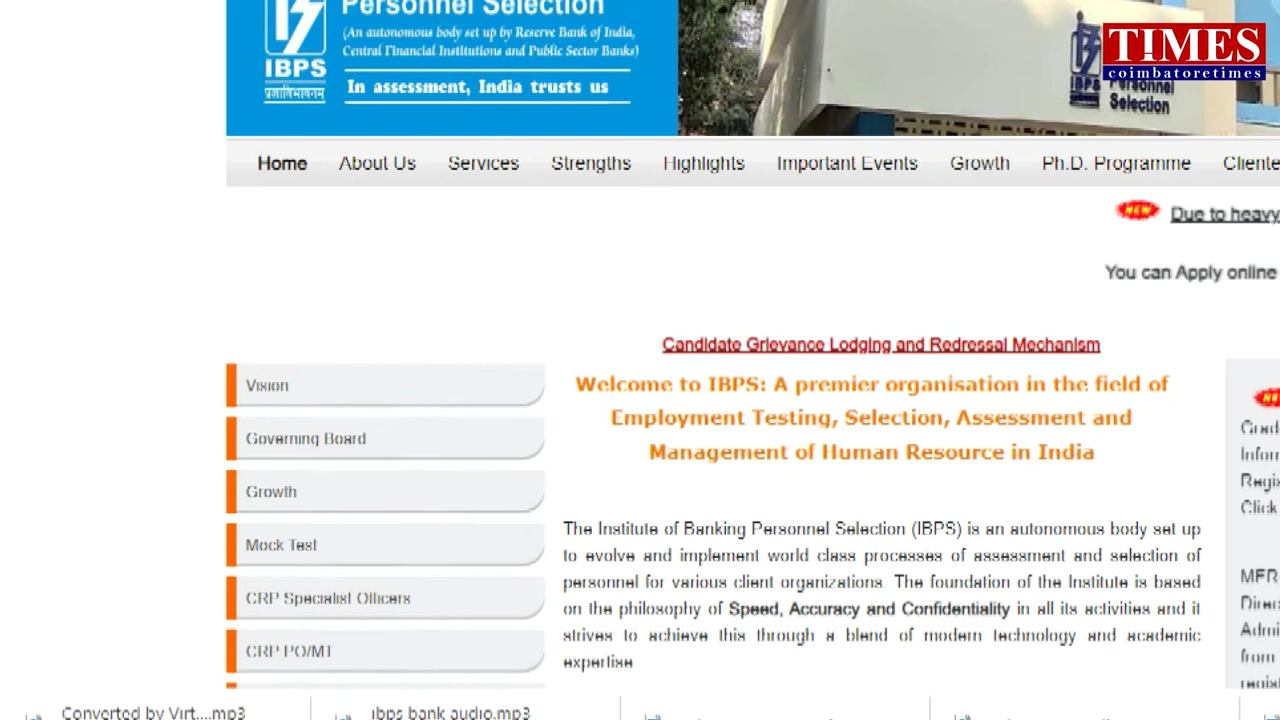 Personnel Selection
(An autonomous body set up by Reserve Bank of India,
Central Financial Institutions and Public Sector Banks)
IBPS
प्रज्ञाविभावनम्
In assessment, India trusts us
IBPS
Personnel
Selection
TIMES
coimbatoretimes
Home About Us Services Strengths Highlights Important Events Growth Ph.D. Programme Cliente
NEW Due to heavy
You can Apply online
Candidate Grievance Lodging and Redressal Mechanism
Vision
Governing Board
Growth
Mock Test
CRP Specialist Officers
CRP PO/MT
Welcome to IBPS: A premier organisation in the field of
Employment Testing, Selection, Assessment and
Management of Human Resource in India
The Institute of Banking Personnel Selection (IBPS) is an autonomous body set up
to evolve and implement world class processes of assessment and selection of
personnel for various client organizations. The foundation of the Institute is based
on the philosophy of Speed, Accuracy and Confidentiality in all its activities and it
strives to achieve this through a blend of modern technology and academic
expertise
Click
from
Converted by Virt....mp3
ibps bank audio.mp3